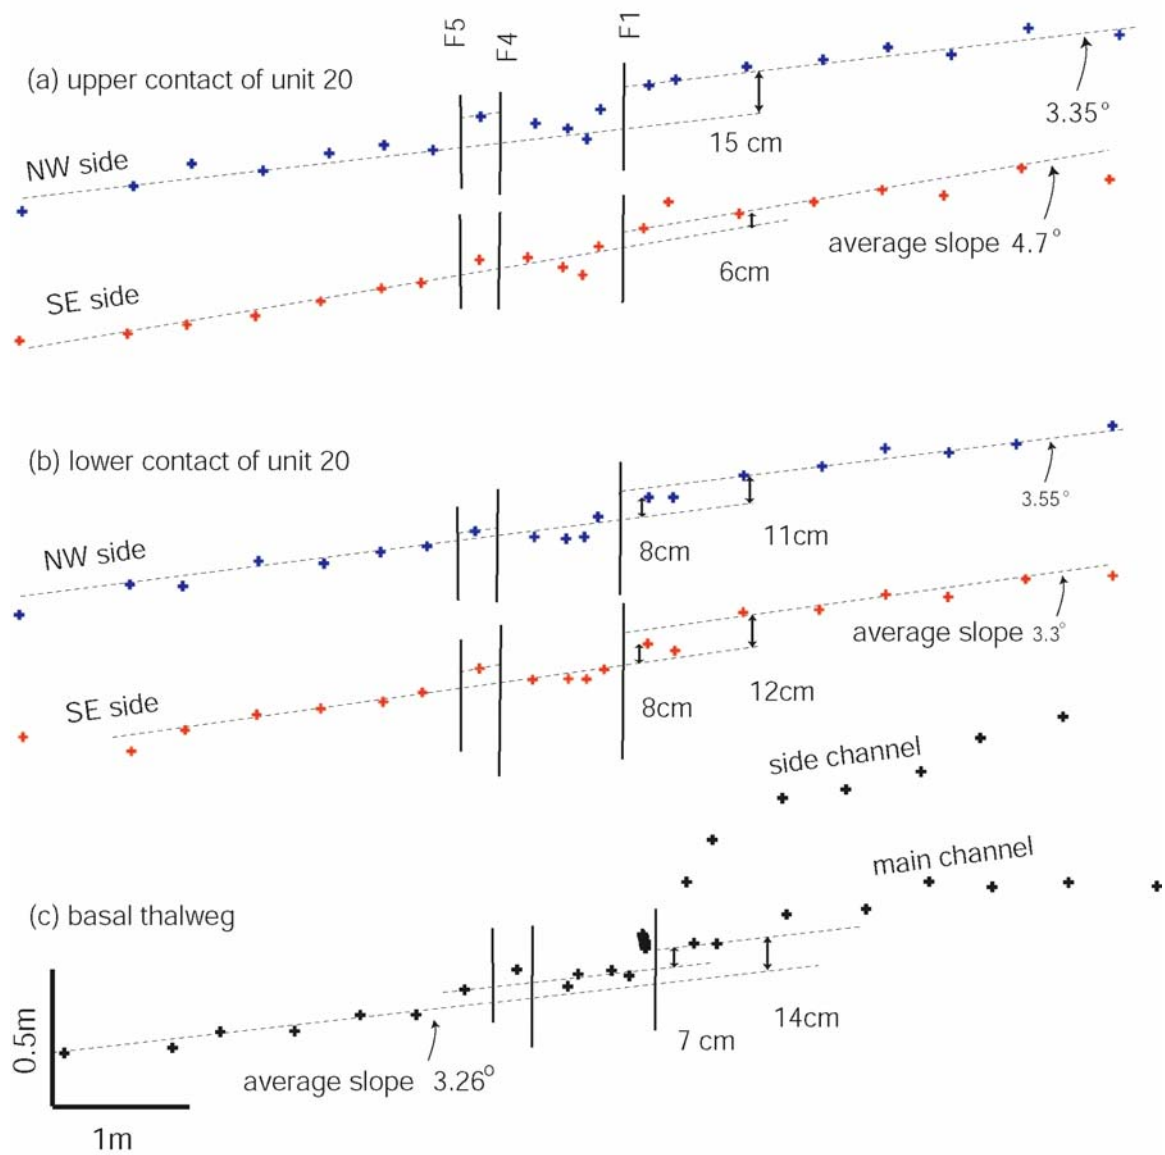 F5
F4
F1
(a) upper contact of unit 20
NW side
15 cm
3.35°
SE side
6cm
average slope 4.7°
(b) lower contact of unit 20
NW side
8cm
11cm
3.55°
SE side
8cm
12cm
average slope 3.3°
side channel
main channel
(c) basal thalweg
0.5m
1m
average slope 3.26°
7 cm
14cm